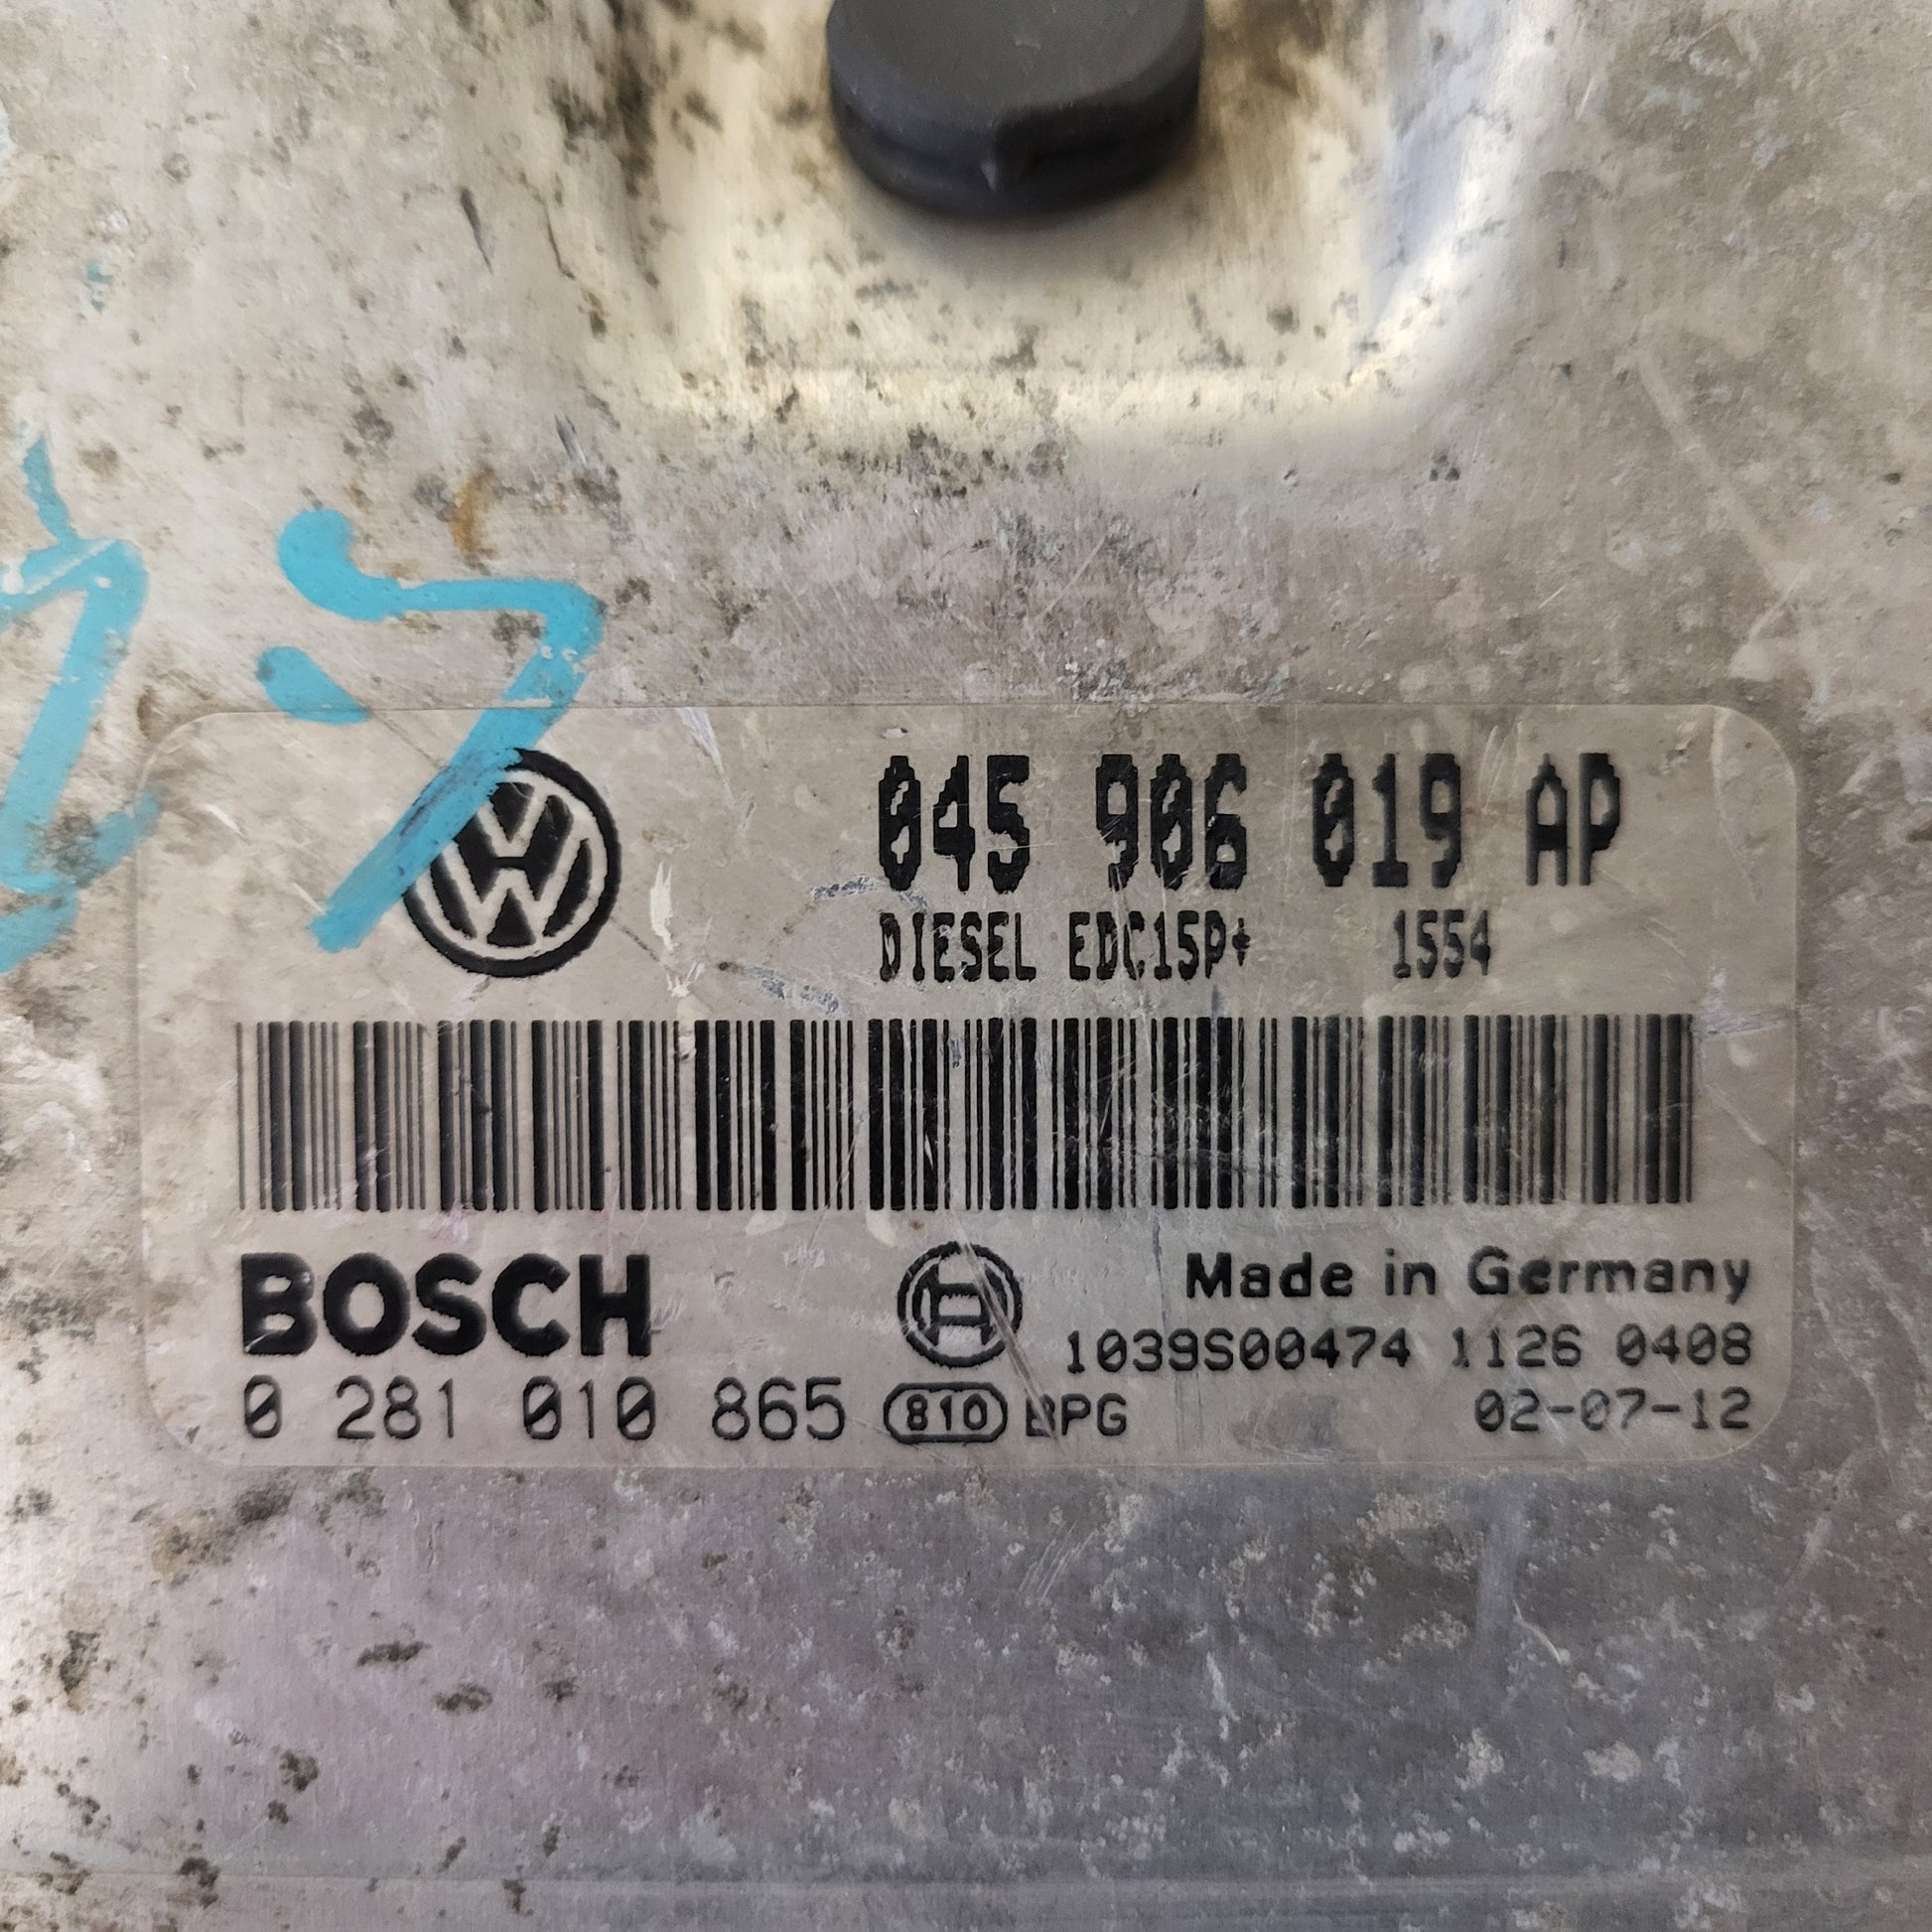 045 906 019 AP
DIESEL EDC15P+ 1554
BOSCH
Made in Germany
1039S00474 1126 0408
0 281 010 865 810 BPG 02-07-12